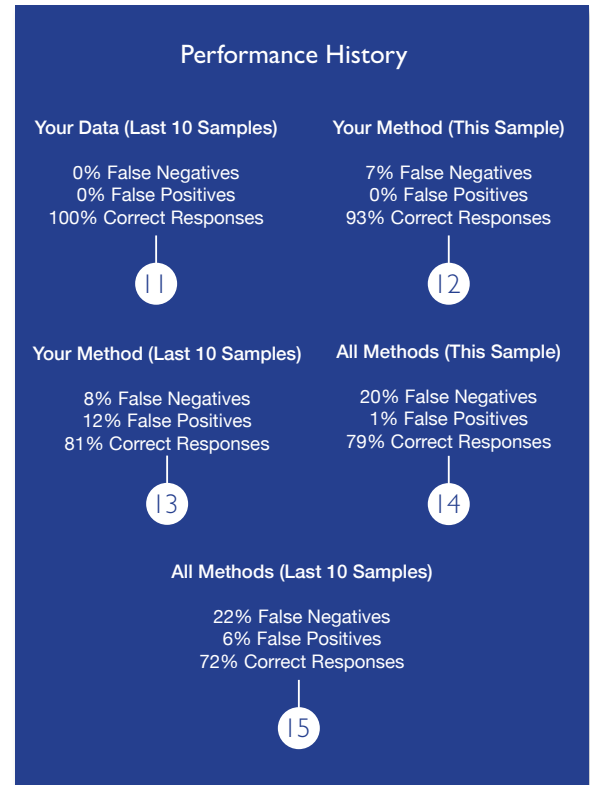 Performance History
Your Data (Last 10 Samples)
0% False Negatives
0% False Positives
100% Correct Responses
11
Your Method (This Sample)
7% False Negatives
0% False Positives
93% Correct Responses
12
Your Method (Last 10 Samples)
8% False Negatives
12% False Positives
81% Correct Responses
13
All Methods (This Sample)
20% False Negatives
1% False Positives
79% Correct Responses
14
All Methods (Last 10 Samples)
22% False Negatives
6% False Positives
72% Correct Responses
15